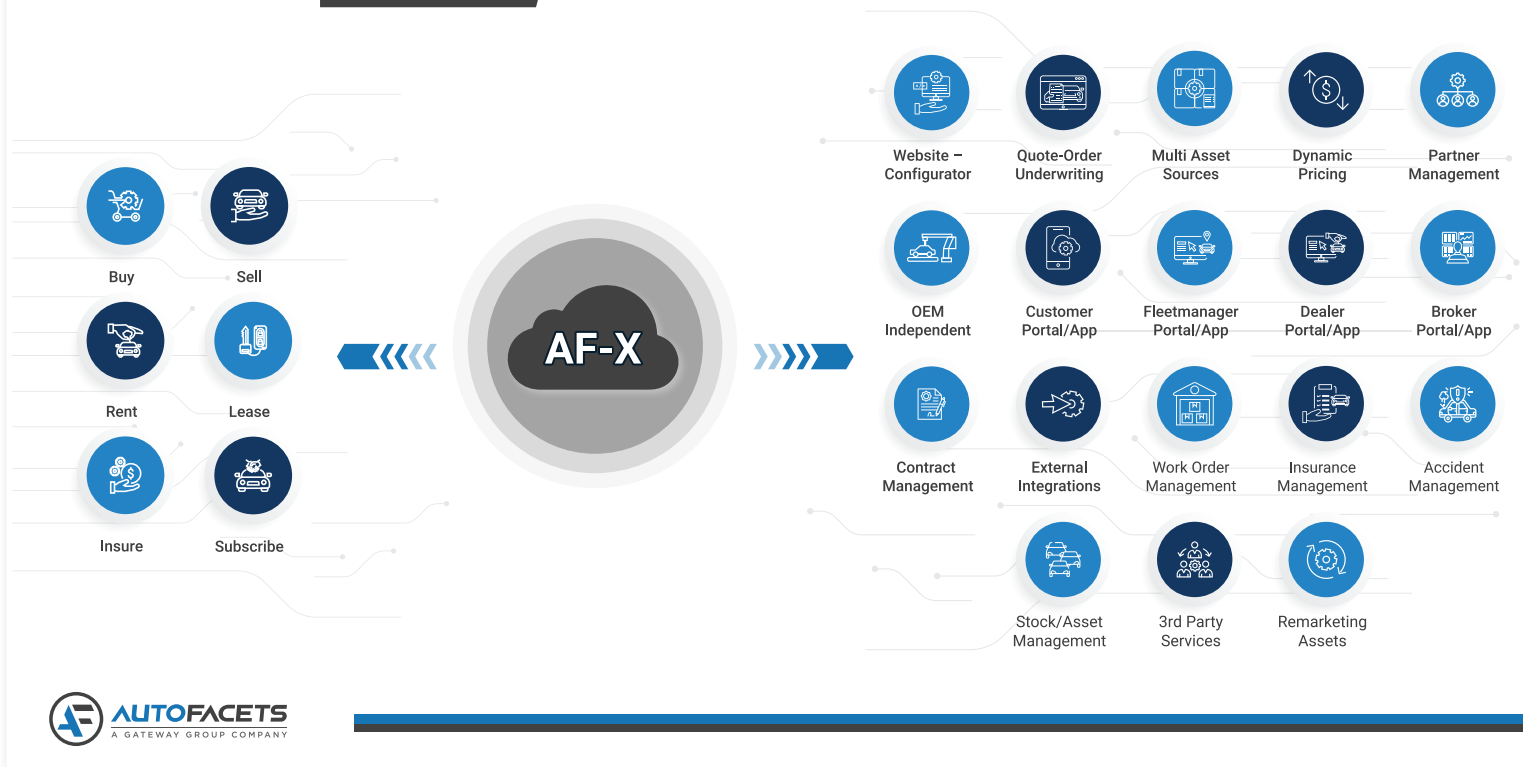 Buy
Sell
Rent
Lease
Insure
Subscribe
AF-X
Website –
Configurator
Quote-Order
Underwriting
Multi Asset
Sources
Dynamic
Pricing
Partner
Management
OEM
Independent
Customer
Portal/App
Fleetmanager
Portal/App
Dealer
Portal/App
Broker
Portal/App
Contract
Management
External
Integrations
Work Order
Management
Insurance
Management
Accident
Management
Stock/Asset
Management
3rd Party
Services
Remarketing
Assets
AUTOFACETS
A GATEWAY GROUP COMPANY